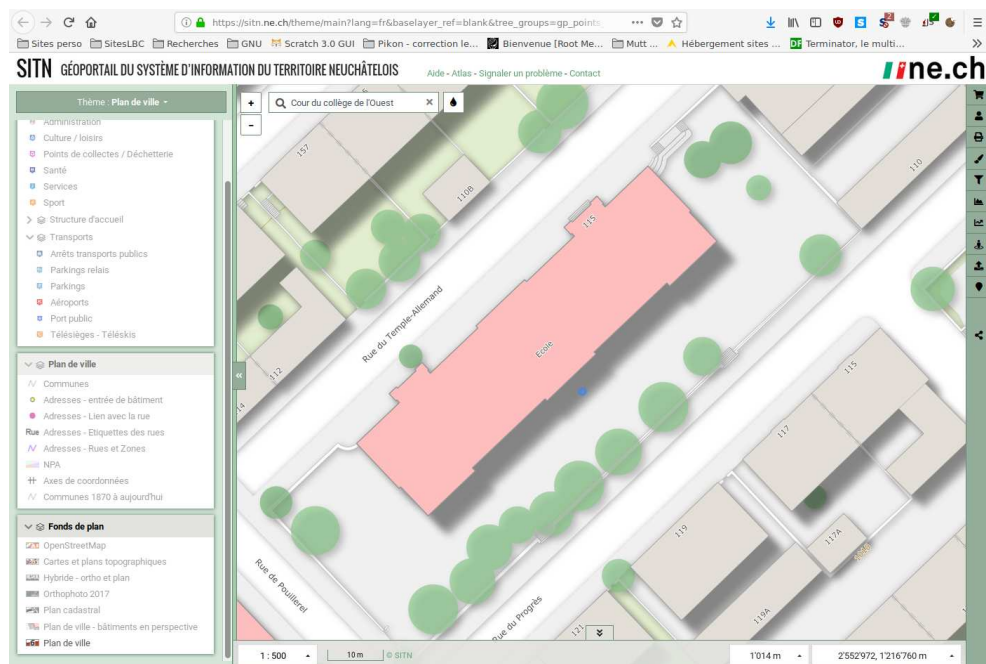 https://sitn.ne.ch/theme/main?lang=fr&baselayer_ref=blank&tree_groups=gp_points
Sites perso SitesLBC Recherches GNU Scratch 3.0 GUI Pikon - correction le... Bienvenue [Root Me... Mutt ... Hébergement sites ... Terminator, le multi...
SITN GÉOPORTAIL DU SYSTÈME D'INFORMATION DU TERRITOIRE NEUCHÂTELOIS
Aide - Atlas - Signaler un problème - Contact
ne.ch
Thème : Plan de ville
Administration
Culture / loisirs
Points de collectes / Déchetterie
Santé
Services
Sport
Structure d'accueil
Transports
Arrêts transports publics
Parkings relais
Parkings
Aéroports
Port public
Télésièges - Téléskis
Plan de ville
Communes
Adresses - entrée de bâtiment
Adresses - Lien avec la rue
Rue Adresses - Etiquettes des rues
Adresses - Rues et Zones
NPA
Axes de coordonnées
Communes 1870 à aujourd'hui
Fonds de plan
OpenStreetMap
Cartes et plans topographiques
Hybride - ortho et plan
Orthophoto 2017
Plan cadastral
Plan de ville - bâtiments en perspective
Plan de ville
+
-
Cour du collège de l'Ouest ×
157
110B
115
110
Rue du Temple-Allemand
Ecole
112
114
115
117
119
117A
119A
121
Rue de Pouillerel
Rue du Progrès
1 : 500
10 m
© SITN
1'014 m
2'552'972, 1'216'760 m